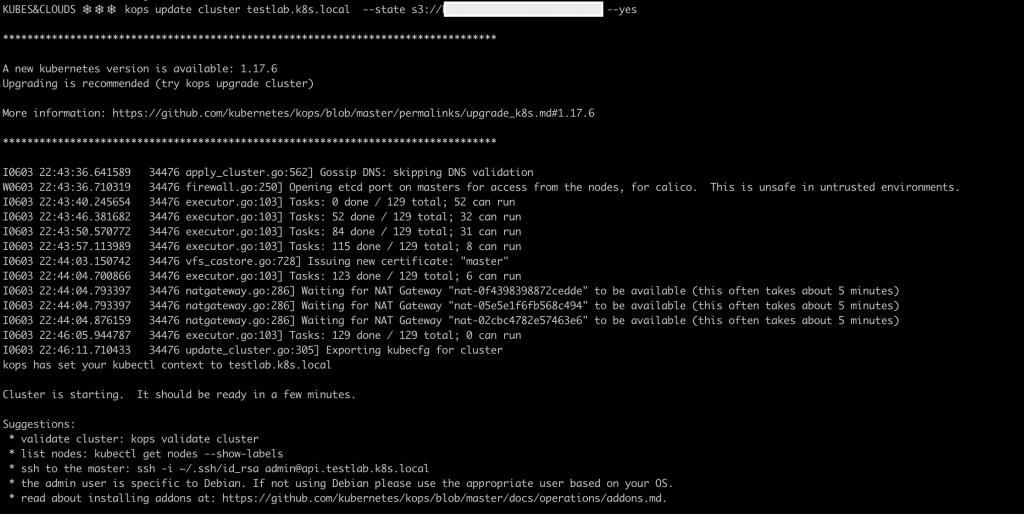 KUBES&CLOUDS ❄❄❄ kops update cluster testlab.k8s.local  --state s3:// --yes
*********************************************************************************
A new kubernetes version is available: 1.17.6
Upgrading is recommended (try kops upgrade cluster)
More information: https://github.com/kubernetes/kops/blob/master/permalinks/upgrade_k8s.md#1.17.6
*********************************************************************************
I0603 22:43:36.641589   34476 apply_cluster.go:562] Gossip DNS: skipping DNS validation
W0603 22:43:36.710319   34476 firewall.go:250] Opening etcd port on masters for access from the nodes, for calico.  This is unsafe in untrusted environments.
I0603 22:43:40.245654   34476 executor.go:103] Tasks: 0 done / 129 total; 52 can run
I0603 22:43:46.381682   34476 executor.go:103] Tasks: 52 done / 129 total; 32 can run
I0603 22:43:50.570772   34476 executor.go:103] Tasks: 84 done / 129 total; 31 can run
I0603 22:43:57.113989   34476 executor.go:103] Tasks: 115 done / 129 total; 8 can run
I0603 22:44:03.150742   34476 vfs_castore.go:728] Issuing new certificate: "master"
I0603 22:44:04.700866   34476 executor.go:103] Tasks: 123 done / 129 total; 6 can run
I0603 22:44:04.793397   34476 natgateway.go:286] Waiting for NAT Gateway "nat-0f4398398872cedde" to be available (this often takes about 5 minutes)
I0603 22:44:04.793397   34476 natgateway.go:286] Waiting for NAT Gateway "nat-05e5e1f6fb568c494" to be available (this often takes about 5 minutes)
I0603 22:44:04.876159   34476 natgateway.go:286] Waiting for NAT Gateway "nat-02cbc4782e57463e6" to be available (this often takes about 5 minutes)
I0603 22:46:05.944787   34476 executor.go:103] Tasks: 129 done / 129 total; 0 can run
I0603 22:46:11.710433   34476 update_cluster.go:305] Exporting kubecfg for cluster
kops has set your kubectl context to testlab.k8s.local
Cluster is starting.  It should be ready in a few minutes.
Suggestions:
 * validate cluster: kops validate cluster
 * list nodes: kubectl get nodes --show-labels
 * ssh to the master: ssh -i ~/.ssh/id_rsa admin@api.testlab.k8s.local
 * the admin user is specific to Debian. If not using Debian please use the appropriate user based on your OS.
 * read about installing addons at: https://github.com/kubernetes/kops/blob/master/docs/operations/addons.md.